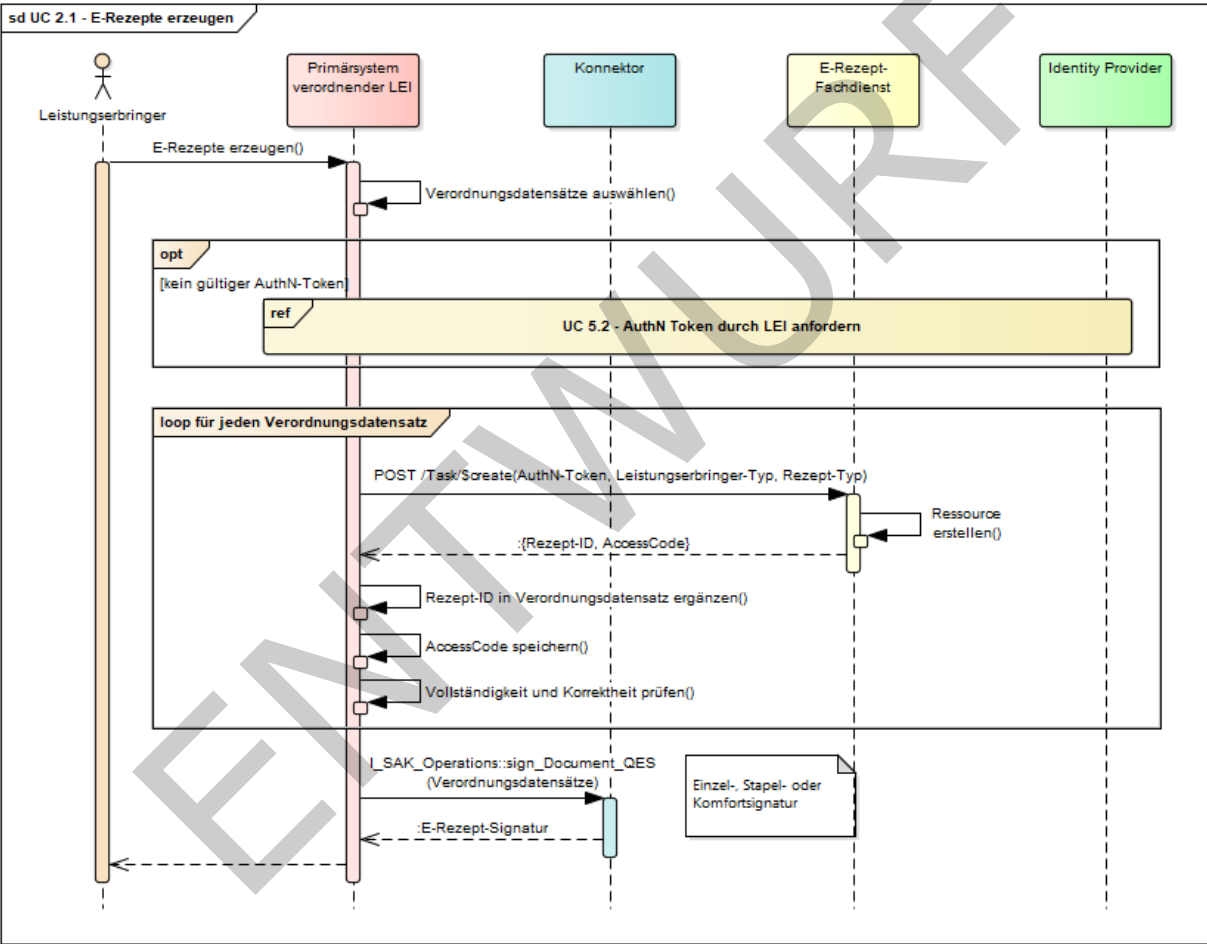 sd UC 2.1 - E-Rezepte erzeugen
Leistungserbringer
Primärsystem
verordnender LEI
Konnektor
E-Rezept-
Fachdienst
Identity Provider
E-Rezepte erzeugen()
Verordnungsdatensätze auswählen()
opt
[kein gültiger AuthN-Token]
ref
UC 5.2 - AuthN Token durch LEI anfordern
loop für jeden Verordnungsdatensatz
POST /Task/$create(AuthN-Token, Leistungserbringer-Typ, Rezept-Typ)
Ressource
erstellen()
:{Rezept-ID, AccessCode}
Rezept-ID in Verordnungsdatensatz ergänzen()
AccessCode speichern()
Vollständigkeit und Korrektheit prüfen()
I_SAK_Operations::sign_Document_QES
(Verordnungsdatensätze)
Einzel-, Stapel- oder
Komfortsignatur
:E-Rezept-Signatur
ENTWURF